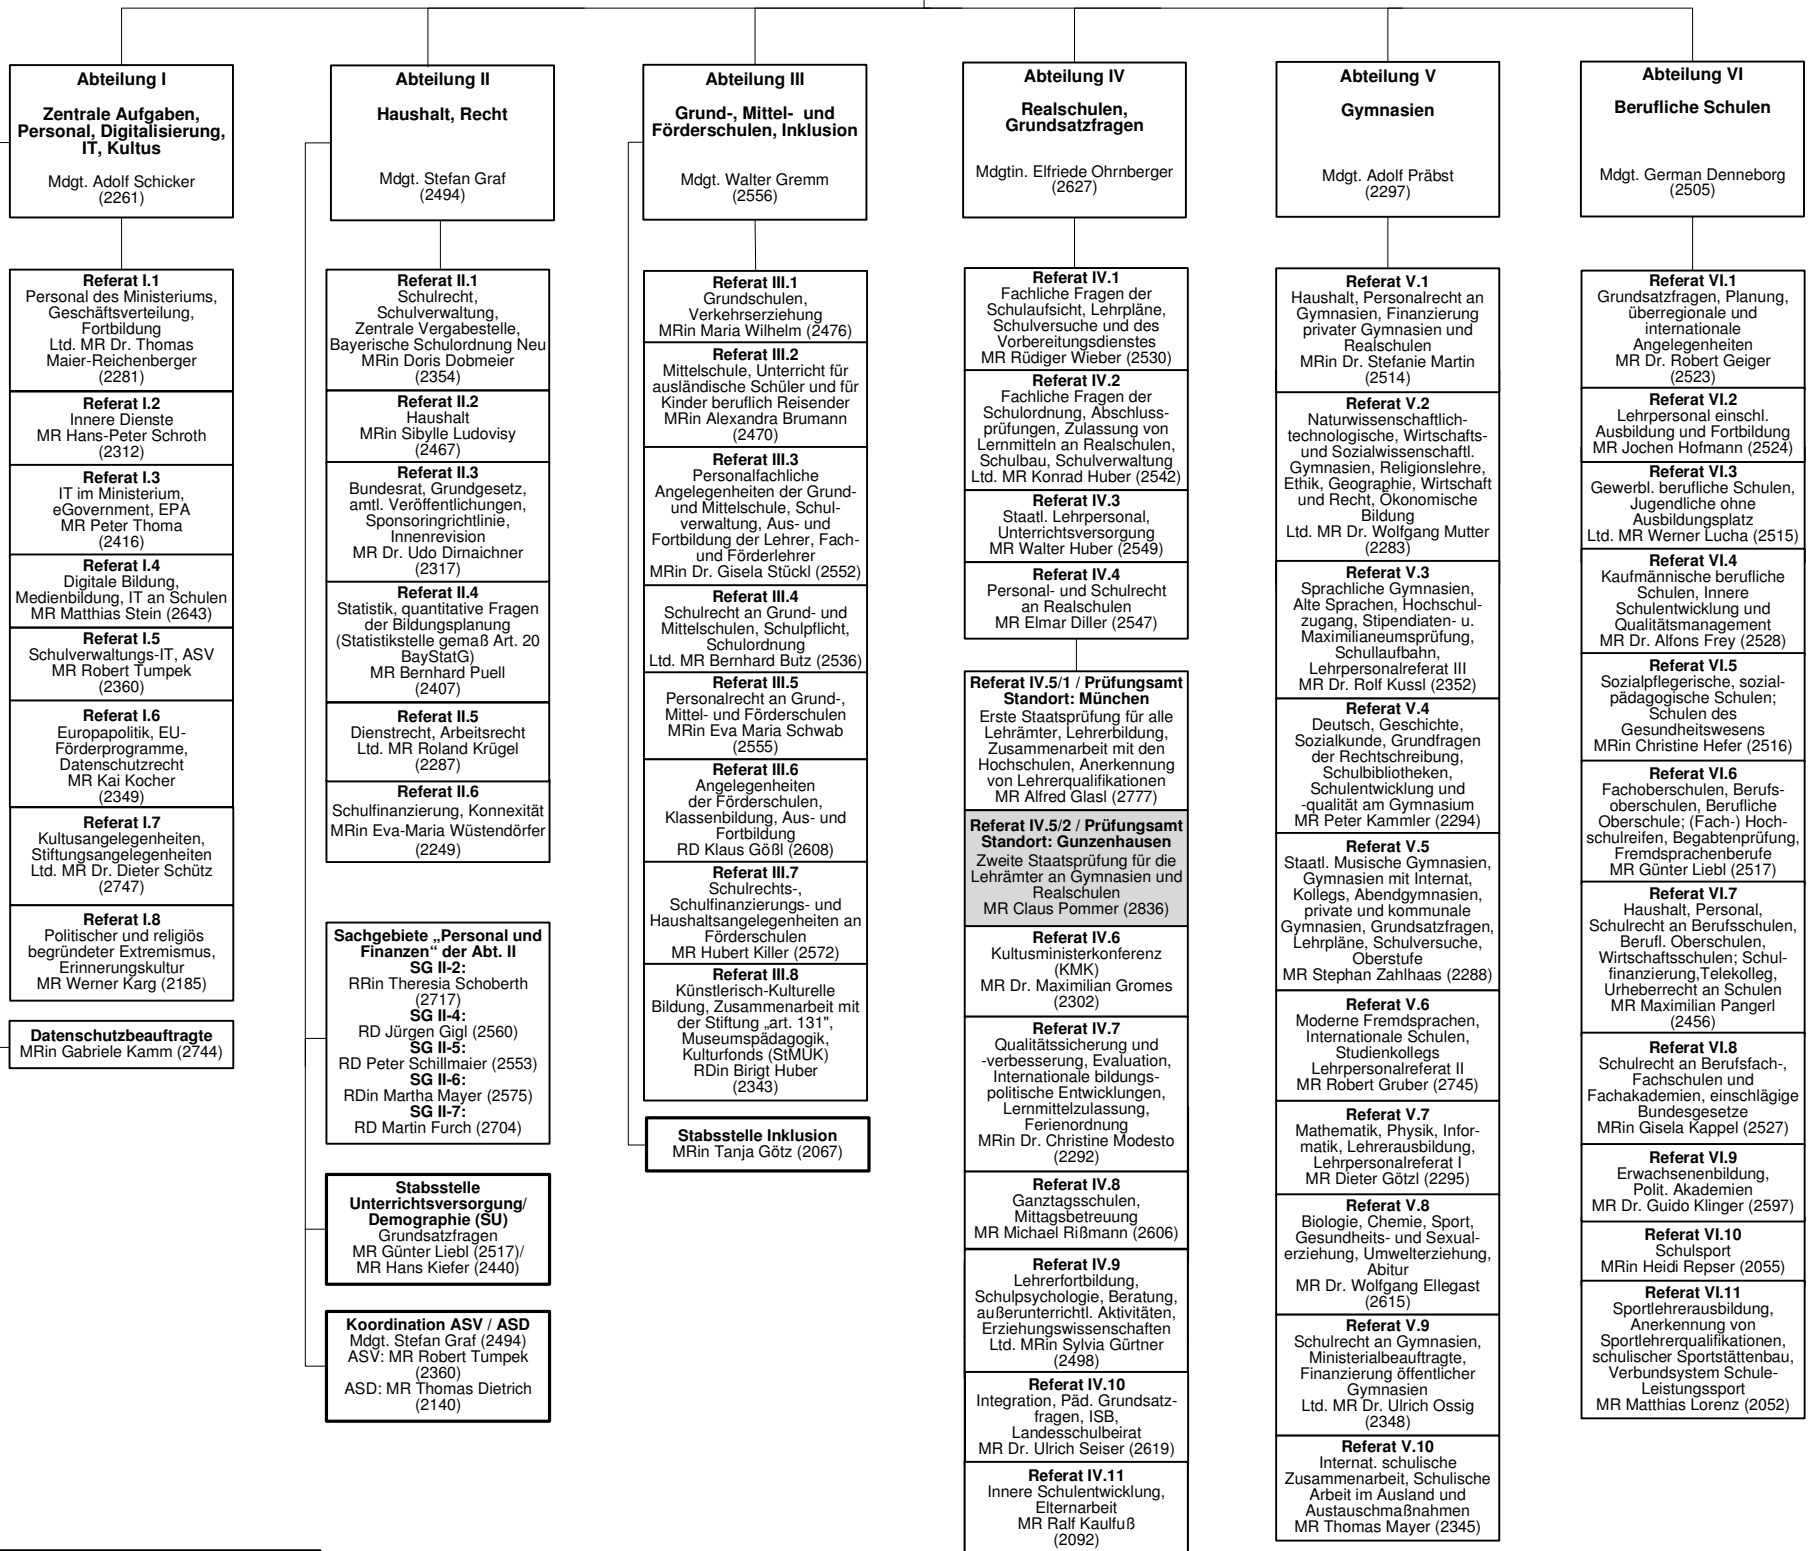 Abteilung I
Zentrale Aufgaben,
Personal, Digitalisierung,
IT, Kultus
Mdgt. Adolf Schicker
(2261)
Referat I.1
Personal des Ministeriums,
Geschäftsverteilung,
Fortbildung
Ltd. MR Dr. Thomas
Maier-Reichenberger
(2281)
Referat I.2
Innere Dienste
MR Hans-Peter Schroth
(2312)
Referat I.3
IT im Ministerium,
eGovernment, EPA
MR Peter Thoma
(2416)
Referat I.4
Digitale Bildung,
Medienbildung, IT an Schulen
MR Matthias Stein (2643)
Referat I.5
Schulverwaltungs-IT, ASV
MR Robert Tumpek
(2360)
Referat I.6
Europapolitik, EU-
Förderprogramme,
Datenschutzrecht
MR Kai Kocher
(2349)
Referat I.7
Kultusangelegenheiten,
Stiftungsangelegenheiten
Ltd. MR Dr. Dieter Schütz
(2747)
Referat I.8
Politischer und religiös
begründeter Extremismus,
Erinnerungskultur
MR Werner Karg (2185)
Datenschutzbeauftragte
MRin Gabriele Kamm (2744)
Abteilung II
Haushalt, Recht
Mdgt. Stefan Graf
(2494)
Referat II.1
Schulrecht,
Schulverwaltung,
Zentrale Vergabestelle,
Bayerische Schulordnung Neu
MRin Doris Dobmeier
(2354)
Referat II.2
Haushalt
MRin Sibylle Ludovisy
(2467)
Referat II.3
Bundesrat, Grundgesetz,
amtl. Veröffentlichungen,
Sponsoringrichtlinie,
Innenrevision
MR Dr. Udo Dirnaichner
(2317)
Referat II.4
Statistik, quantitative Fragen
der Bildungsplanung
(Statistikstelle gemäß Art. 20
BayStatG)
MR Bernhard Puell
(2407)
Referat II.5
Dienstrecht, Arbeitsrecht
Ltd. MR Roland Krügel
(2287)
Referat II.6
Schulfinanzierung, Konnexität
MRin Eva-Maria Wüstendörfer
(2249)
Sachgebiete „Personal und
Finanzen“ der Abt. II
SG II-2:
RRin Theresia Schoberth
(2717)
SG II-4:
RD Jürgen Gigl (2560)
SG II-5:
RD Peter Schillmaier (2553)
SG II-6:
RDin Martha Mayer (2575)
SG II-7:
RD Martin Furch (2704)
Stabsstelle
Unterrichtsversorgung/
Demographie (SU)
Grundsatzfragen
MR Günter Liebl (2517)/
MR Hans Kiefer (2440)
Koordination ASV / ASD
Mdgt. Stefan Graf (2494)
ASV: MR Robert Tumpek
(2360)
ASD: MR Thomas Dietrich
(2140)
Abteilung III
Grund-, Mittel- und
Förderschulen, Inklusion
Mdgt. Walter Gremm
(2556)
Referat III.1
Grundschulen,
Verkehrserziehung
MRin Maria Wilhelm (2476)
Referat III.2
Mittelschule, Unterricht für
ausländische Schüler und für
Kinder beruflich Reisender
MRin Alexandra Brumann
(2470)
Referat III.3
Personalfachliche
Angelegenheiten der Grund-
und Mittelschule, Schul-
verwaltung, Aus- und
Fortbildung der Lehrer, Fach-
und Förderlehrer
MRin Dr. Gisela Stückl (2552)
Referat III.4
Schulrecht an Grund- und
Mittelschulen, Schulpflicht,
Schulordnung
Ltd. MR Bernhard Butz (2536)
Referat III.5
Personalrecht an Grund-,
Mittel- und Förderschulen
MRin Eva Maria Schwab
(2555)
Referat III.6
Angelegenheiten
der Förderschulen,
Klassenbildung, Aus- und
Fortbildung
RD Klaus Gößl (2608)
Referat III.7
Schulrechts-,
Schulfinanzierungs- und
Haushaltsangelegenheiten an
Förderschulen
MR Hubert Killer (2572)
Referat III.8
Künstlerisch-Kulturelle
Bildung, Zusammenarbeit mit
der Stiftung „art. 131",
Museumspädagogik,
Kulturfonds (StMUK)
RDin Birigt Huber
(2343)
Stabsstelle Inklusion
MRin Tanja Götz (2067)
Abteilung IV
Realschulen,
Grundsatzfragen
Mdgtin. Elfriede Ohrnberger
(2627)
Referat IV.1
Fachliche Fragen der
Schulaufsicht, Lehrpläne,
Schulversuche und des
Vorbereitungsdienstes
MR Rüdiger Wieber (2530)
Referat IV.2
Fachliche Fragen der
Schulordnung, Abschluss-
prüfungen, Zulassung von
Lernmitteln an Realschulen,
Schulbau, Schulverwaltung
Ltd. MR Konrad Huber (2542)
Referat IV.3
Staatl. Lehrpersonal,
Unterrichtsversorgung
MR Walter Huber (2549)
Referat IV.4
Personal- und Schulrecht
an Realschulen
MR Elmar Diller (2547)
Referat IV.5/1 / Prüfungsamt
Standort: München
Erste Staatsprüfung für alle
Lehrämter, Lehrerbildung,
Zusammenarbeit mit den
Hochschulen, Anerkennung
von Lehrerqualifikationen
MR Alfred Glasl (2777)
Referat IV.5/2 / Prüfungsamt
Standort: Gunzenhausen
Zweite Staatsprüfung für die
Lehrämter an Gymnasien und
Realschulen
MR Claus Pommer (2836)
Referat IV.6
Kultusministerkonferenz
(KMK)
MR Dr. Maximilian Gromes
(2302)
Referat IV.7
Qualitätssicherung und
-verbesserung, Evaluation,
Internationale bildungs-
politische Entwicklungen,
Lernmittelzulassung,
Ferienordnung
MRin Dr. Christine Modesto
(2292)
Referat IV.8
Ganztagsschulen,
Mittagsbetreuung
MR Michael Rißmann (2606)
Referat IV.9
Lehrerfortbildung,
Schulpsychologie, Beratung,
außerunterrichtl. Aktivitäten,
Erziehungswissenschaften
Ltd. MRin Sylvia Gürtner
(2498)
Referat IV.10
Integration, Päd. Grundsatz-
fragen, ISB,
Landesschulbeirat
MR Dr. Ulrich Seiser (2619)
Referat IV.11
Innere Schulentwicklung,
Elternarbeit
MR Ralf Kaulfuß
(2092)
Abteilung V
Gymnasien
Mdgt. Adolf Präbst
(2297)
Referat V.1
Haushalt, Personalrecht an
Gymnasien, Finanzierung
privater Gymnasien und
Realschulen
MRin Dr. Stefanie Martin
(2514)
Referat V.2
Naturwissenschaftlich-
technologische, Wirtschafts-
und Sozialwissenschaftl.
Gymnasien, Religionslehre,
Ethik, Geographie, Wirtschaft
und Recht, Ökonomische
Bildung
Ltd. MR Dr. Wolfgang Mutter
(2283)
Referat V.3
Sprachliche Gymnasien,
Alte Sprachen, Hochschul-
zugang, Stipendiaten- u.
Maximilianeumsprüfung,
Schullaufbahn,
Lehrpersonalreferat III
MR Dr. Rolf Kussl (2352)
Referat V.4
Deutsch, Geschichte,
Sozialkunde, Grundfragen
der Rechtschreibung,
Schulbibliotheken,
Schulentwicklung und
-qualität am Gymnasium
MR Peter Kammler (2294)
Referat V.5
Staatl. Musische Gymnasien,
Gymnasien mit Internat,
Kollegs, Abendgymnasien,
private und kommunale
Gymnasien, Grundsatzfragen,
Lehrpläne, Schulversuche,
Oberstufe
MR Stephan Zahlhaas (2288)
Referat V.6
Moderne Fremdsprachen,
Internationale Schulen,
Studienkollegs
Lehrpersonalreferat II
MR Robert Gruber (2745)
Referat V.7
Mathematik, Physik, Infor-
matik, Lehrerausbildung,
Lehrpersonalreferat I
MR Dieter Götzl (2295)
Referat V.8
Biologie, Chemie, Sport,
Gesundheits- und Sexual-
erziehung, Umwelterziehung,
Abitur
MR Dr. Wolfgang Ellegast
(2615)
Referat V.9
Schulrecht an Gymnasien,
Ministerialbeauftragte,
Finanzierung öffentlicher
Gymnasien
Ltd. MR Dr. Ulrich Ossig
(2348)
Referat V.10
Internat. schulische
Zusammenarbeit, Schulische
Arbeit im Ausland und
Austauschmaßnahmen
MR Thomas Mayer (2345)
Abteilung VI
Berufliche Schulen
Mdgt. German Denneborg
(2505)
Referat VI.1
Grundsatzfragen, Planung,
überregionale und
internationale
Angelegenheiten
MR Dr. Robert Geiger
(2523)
Referat VI.2
Lehrpersonal einschl.
Ausbildung und Fortbildung
MR Jochen Hofmann (2524)
Referat VI.3
Gewerbl. berufliche Schulen,
Jugendliche ohne
Ausbildungsplatz
Ltd. MR Werner Lucha (2515)
Referat VI.4
Kaufmännische berufliche
Schulen, Innere
Schulentwicklung und
Qualitätsmanagement
MR Dr. Alfons Frey (2528)
Referat VI.5
Sozialpflegerische, sozial-
pädagogische Schulen;
Schulen des
Gesundheitswesens
MRin Christine Hefer (2516)
Referat VI.6
Fachoberschulen, Berufs-
oberschulen, Berufliche
Oberschule; (Fach-) Hoch-
schulreifen, Begabtenprüfung,
Fremdsprachenberufe
MR Günter Liebl (2517)
Referat VI.7
Haushalt, Personal,
Schulrecht an Berufsschulen,
Berufl. Oberschulen,
Wirtschaftsschulen; Schul-
finanzierung,Telekolleg,
Urheberrecht an Schulen
MR Maximilian Pangerl
(2456)
Referat VI.8
Schulrecht an Berufsfach-,
Fachschulen und
Fachakademien, einschlägige
Bundesgesetze
MRin Gisela Kappel (2527)
Referat VI.9
Erwachsenenbildung,
Polit. Akademien
MR Dr. Guido Klinger (2597)
Referat VI.10
Schulsport
MRin Heidi Repser (2055)
Referat VI.11
Sportlehrerausbildung,
Anerkennung von
Sportlehrerqualifikationen,
schulischer Sportstättenbau,
Verbundsystem Schule-
Leistungssport
MR Matthias Lorenz (2052)